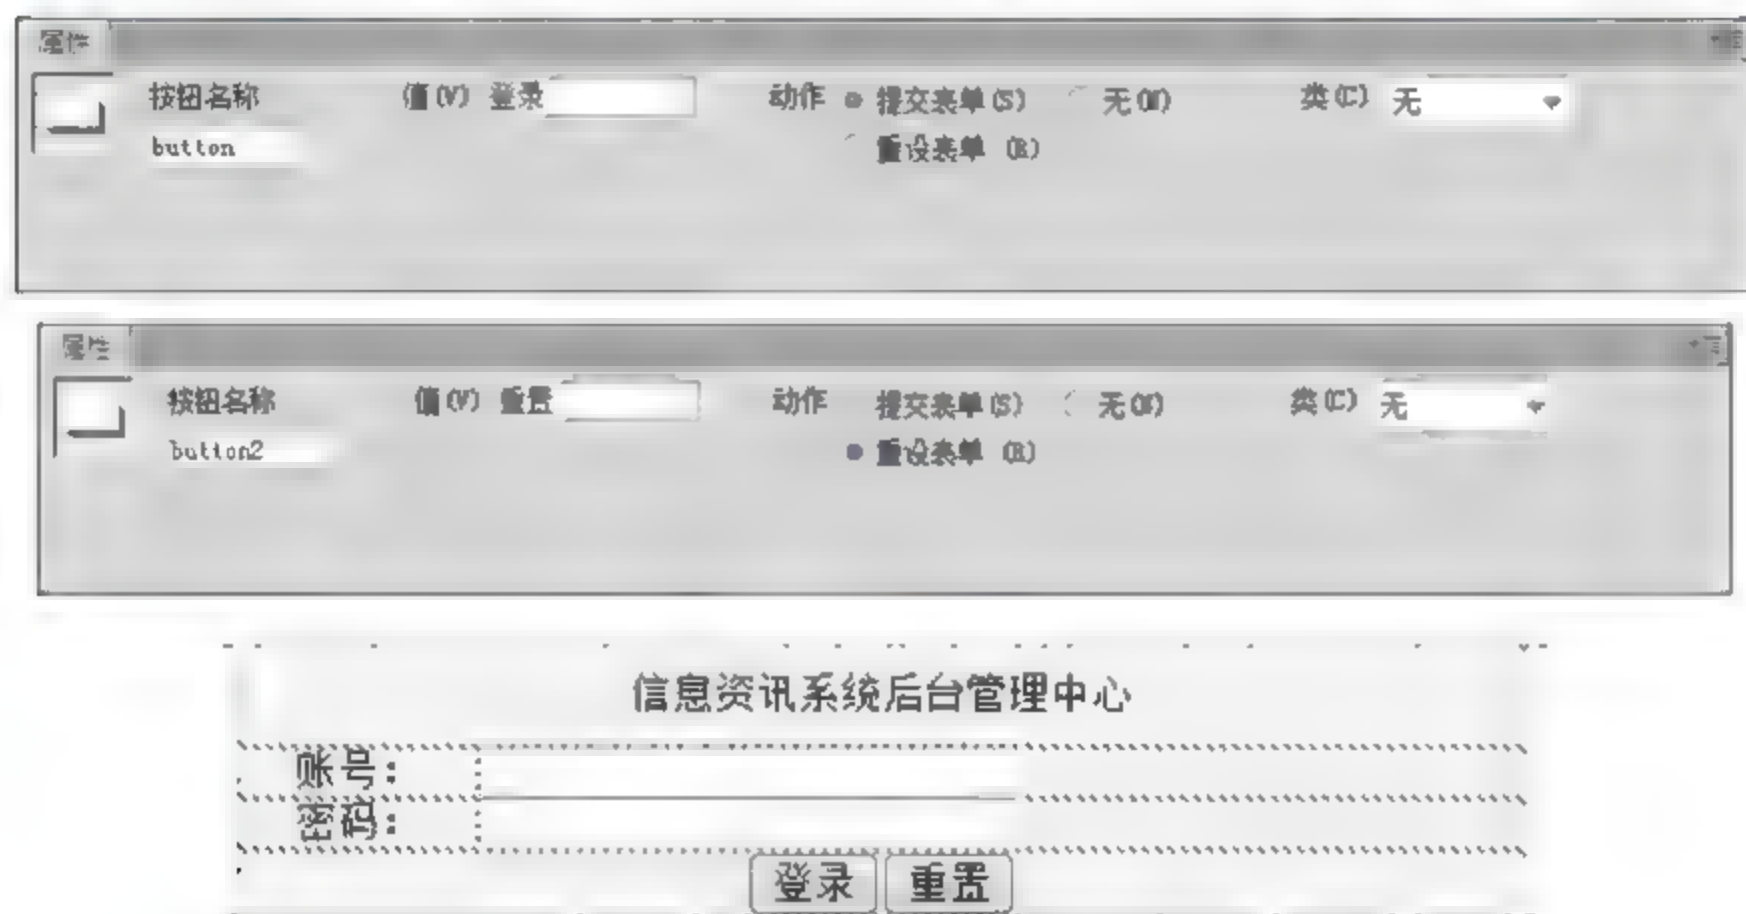 属性
按钮名称 值(V) 登录 动作 提交表单(S) 无(N) 类(C) 无
button 重设表单 (R)
属性
按钮名称 值(V) 重置 动作 提交表单(S) 无(N) 类(C) 无
button2 重设表单 (R)
信息资讯系统后台管理中心
账号:
密码:
登录 重置